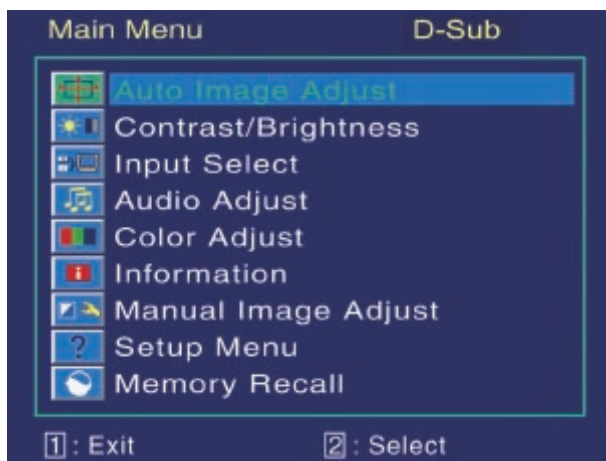 Main Menu D-Sub
Auto Image Adjust
Contrast/Brightness
Input Select
Audio Adjust
Color Adjust
Information
Manual Image Adjust
Setup Menu
Memory Recall
1 : Exit 2 : Select